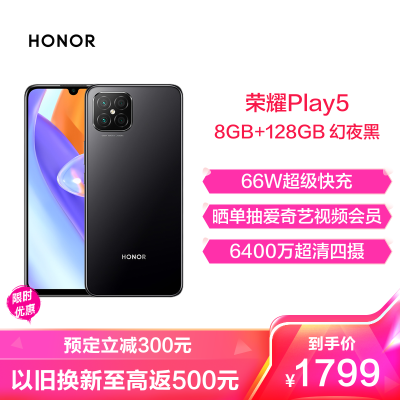 HONOR
荣耀Play5
8GB+128GB 幻夜黑
66W超级快充
晒单抽爱奇艺视频会员
6400万超清四摄
HONOR
限时
优惠
预定立减300元
以旧换新至高返500元
到手价
¥1799